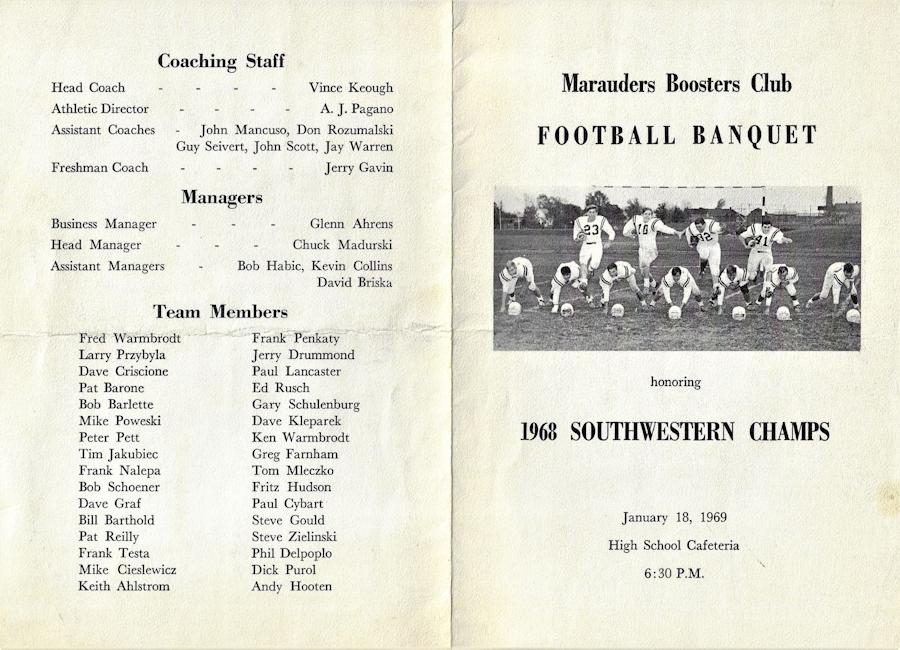 Coaching Staff
Head Coach - - - - Vince Keough
Athletic Director - - - - A. J. Pagano
Assistant Coaches - John Mancuso, Don Rozumalski
Guy Seivert, John Scott, Jay Warren
Freshman Coach - - - - Jerry Gavin
Managers
Business Manager - - - Glenn Ahrens
Head Manager - - - Chuck Madurski
Assistant Managers - Bob Habic, Kevin Collins
David Briska
Team Members
Fred Warmbrodt
Larry Przybyla
Dave Criscione
Pat Barone
Bob Barlette
Mike Poweski
Peter Pett
Tim Jakubiec
Frank Nalepa
Bob Schoener
Dave Graf
Bill Barthold
Pat Reilly
Frank Testa
Mike Cieslewicz
Keith Ahlstrom
Frank Penkaty
Jerry Drummond
Paul Lancaster
Ed Rusch
Gary Schulenburg
Dave Kleparek
Ken Warmbrodt
Greg Farnham
Tom Mleczko
Fritz Hudson
Paul Cybart
Steve Gould
Steve Zielinski
Phil Delpoplo
Dick Purol
Andy Hooten
Marauders Boosters Club
FOOTBALL BANQUET
23
16
32
41
honoring
1968 SOUTHWESTERN CHAMPS
January 18, 1969
High School Cafeteria
6:30 P.M.